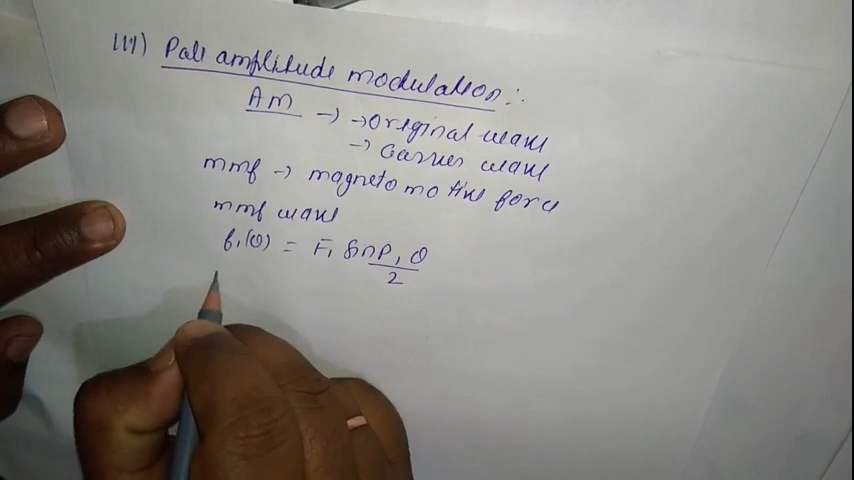 III) Pole amplitude modulation :-
AM → → Original wave
→ Carrier wave
mmf → magneto motive force
mmf wave
f₁(θ) = F₁ Sin P₁θ/2